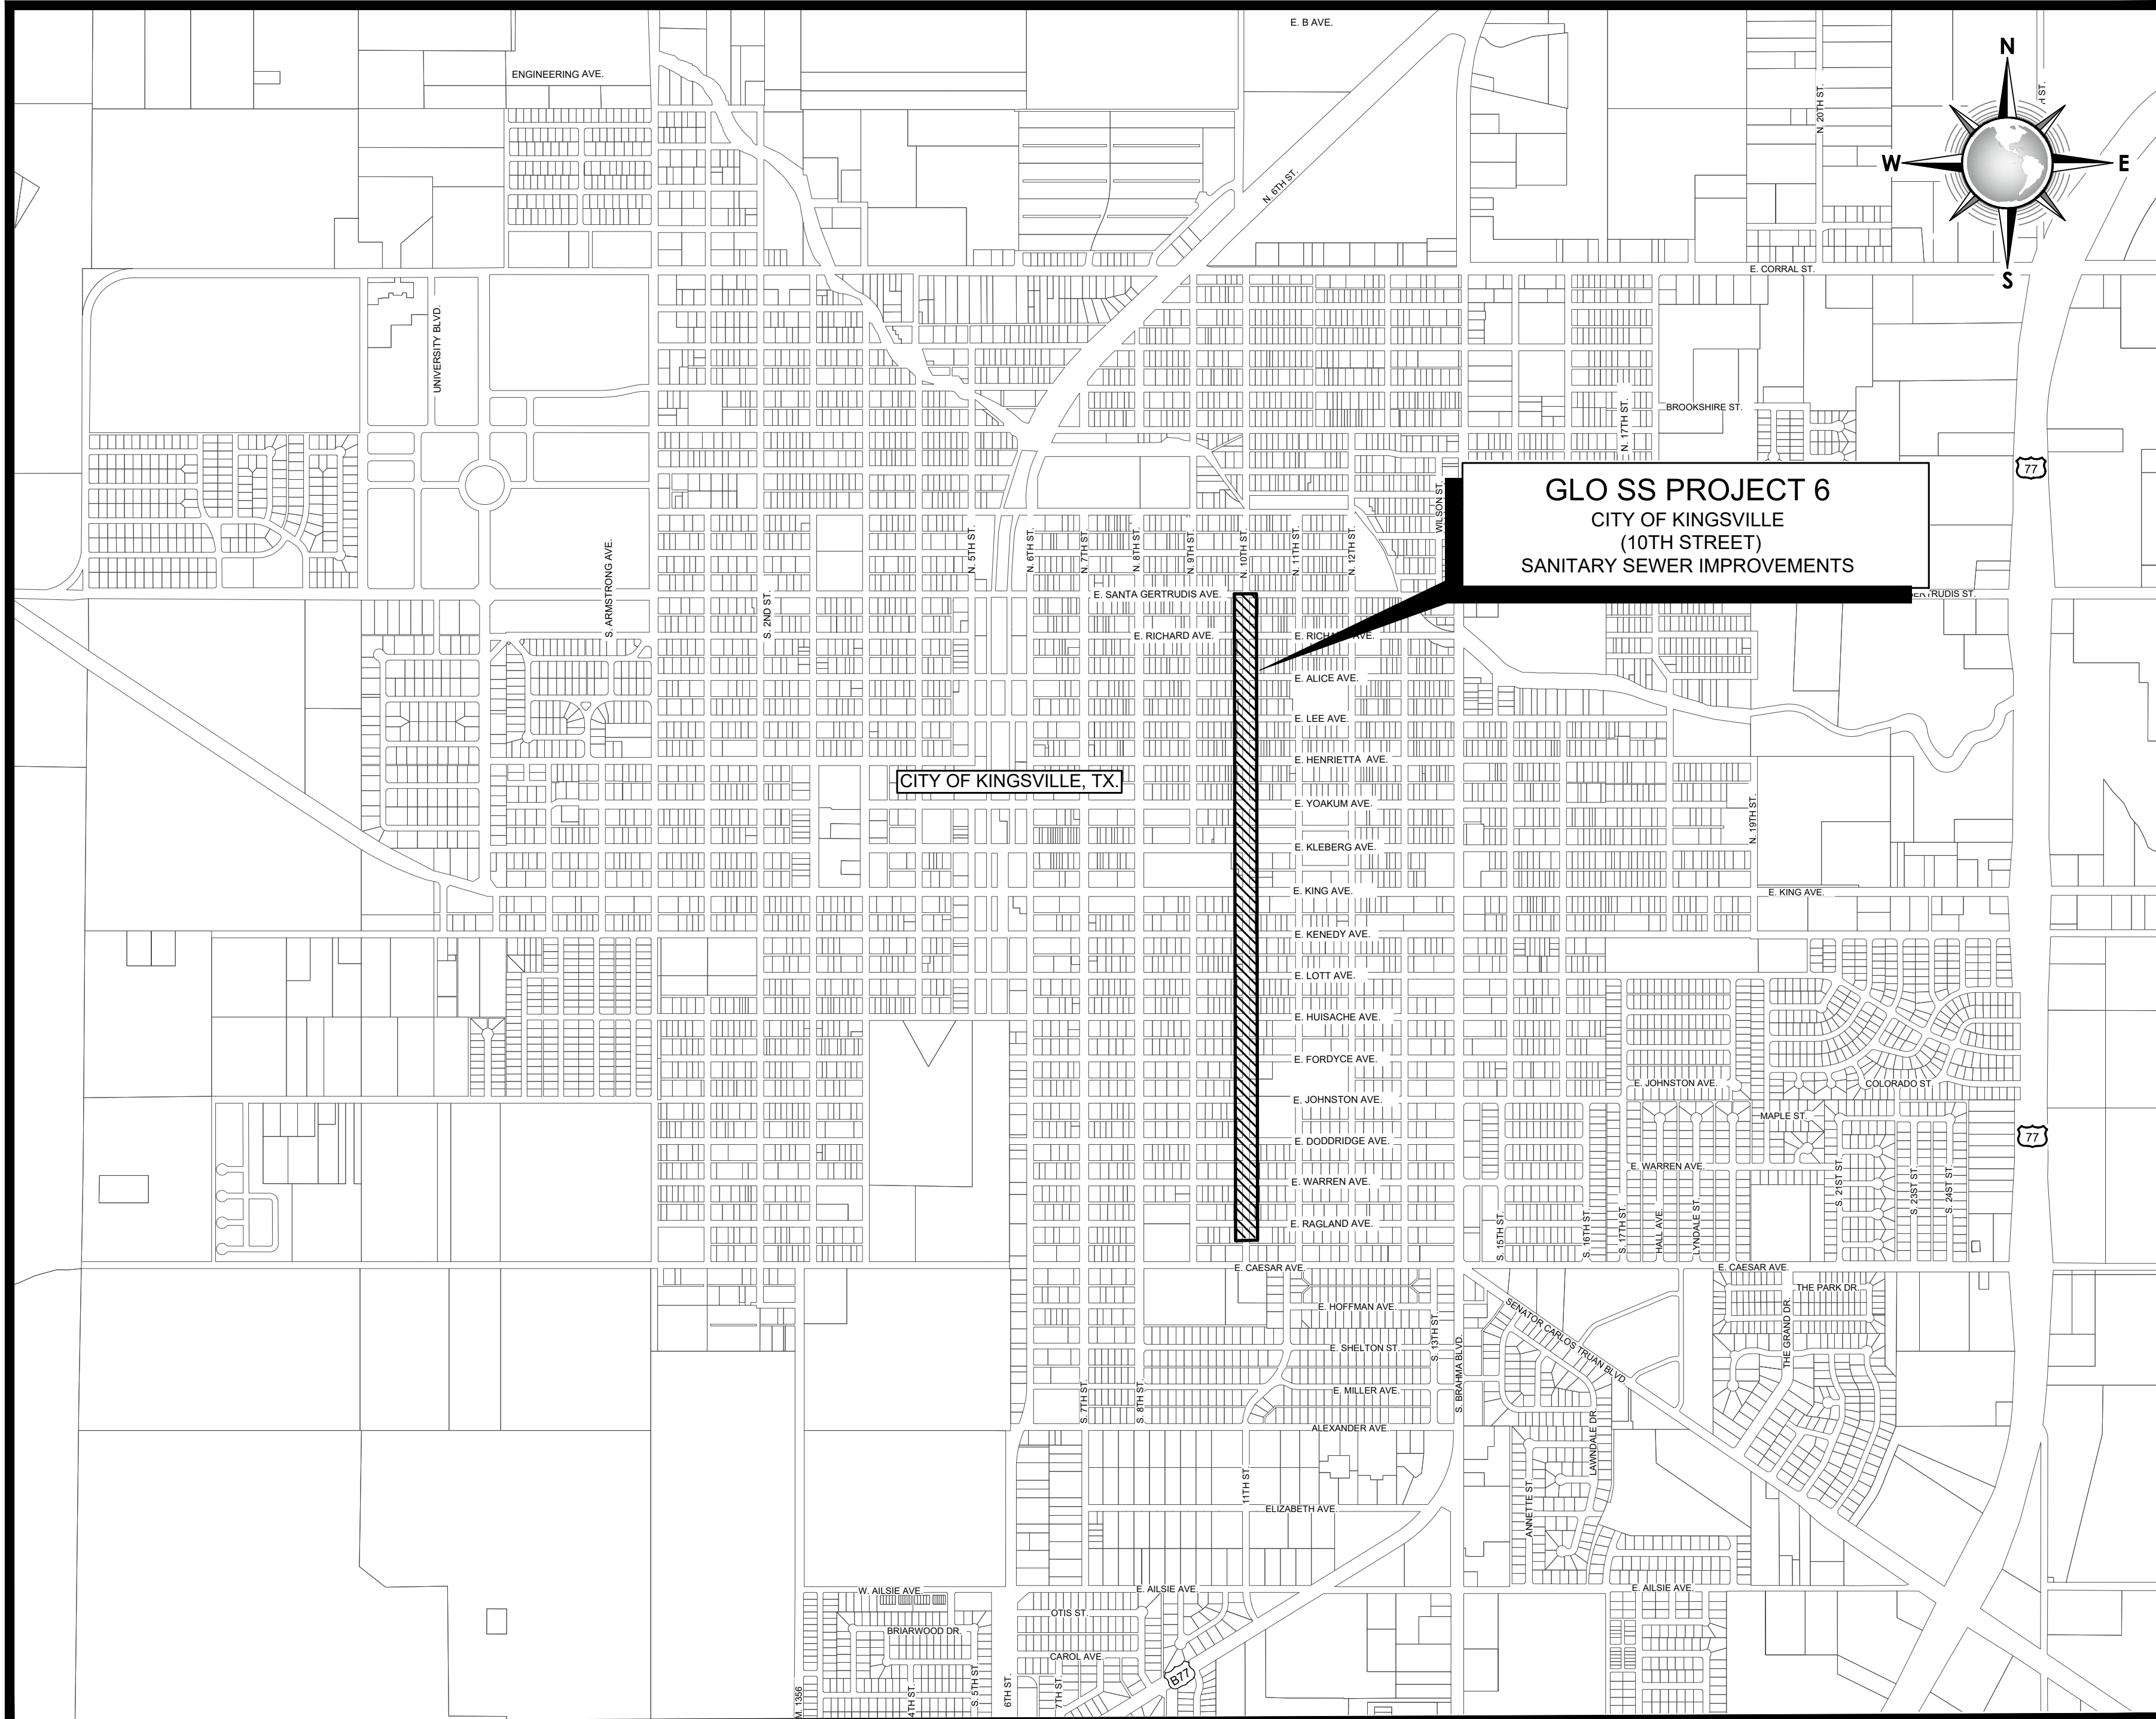 E. B AVE.
ENGINEERING AVE.
N
W
E
S
N. 20TH ST.
H ST.
N. 6TH ST.
E. CORRAL ST.
UNIVERSITY BLVD.
BROOKSHIRE ST.
N. 17TH ST.
77
WILSON ST.
GLO SS PROJECT 6
CITY OF KINGSVILLE
(10TH STREET)
SANITARY SEWER IMPROVEMENTS
S. ARMSTRONG AVE.
S. 2ND ST.
N. 5TH ST.
N. 6TH ST.
N. 7TH ST.
N. 8TH ST.
N. 9TH ST.
N. 10TH ST.
N. 11TH ST.
N. 12TH ST.
E. SANTA GERTRUDIS AVE.
GERTRUDIS ST.
E. RICHARD AVE.
E. RICHARD AVE.
E. ALICE AVE.
E. LEE AVE.
E. HENRIETTA AVE.
CITY OF KINGSVILLE, TX.
E. YOAKUM AVE.
N. 19TH ST.
E. KLEBERG AVE.
E. KING AVE.
E. KING AVE.
E. KENEDY AVE.
E. LOTT AVE.
E. HUISACHE AVE.
E. FORDYCE AVE.
E. JOHNSTON AVE.
COLORADO ST.
E. JOHNSTON AVE.
MAPLE ST.
77
E. DODDRIDGE AVE.
E. WARREN AVE.
E. WARREN AVE.
S. 21ST ST.
S. 23ST ST.
S. 24ST ST.
E. RAGLAND AVE.
S. 15TH ST.
S. 16TH ST.
S. 17TH ST.
HALL AVE.
LYNDALE ST.
E. CAESAR AVE.
E. CAESAR AVE.
THE PARK DR.
E. HOFFMAN AVE.
SENATOR CARLOS TRUAN BLVD.
THE GRAND DR.
E. SHELTON ST.
S. 13TH ST.
S. BRAHMA BLVD.
S. 7TH ST.
S. 8TH ST.
E. MILLER AVE.
ALEXANDER AVE.
LAWNDALE DR.
11TH ST.
ELIZABETH AVE.
ANNETTE ST.
W. AILSIE AVE.
E. AILSIE AVE.
E. AILSIE AVE.
OTIS ST.
BRIARWOOD DR.
CAROL AVE.
B77
M. 1356
4TH ST.
S. 5TH ST.
6TH ST.
7TH ST.